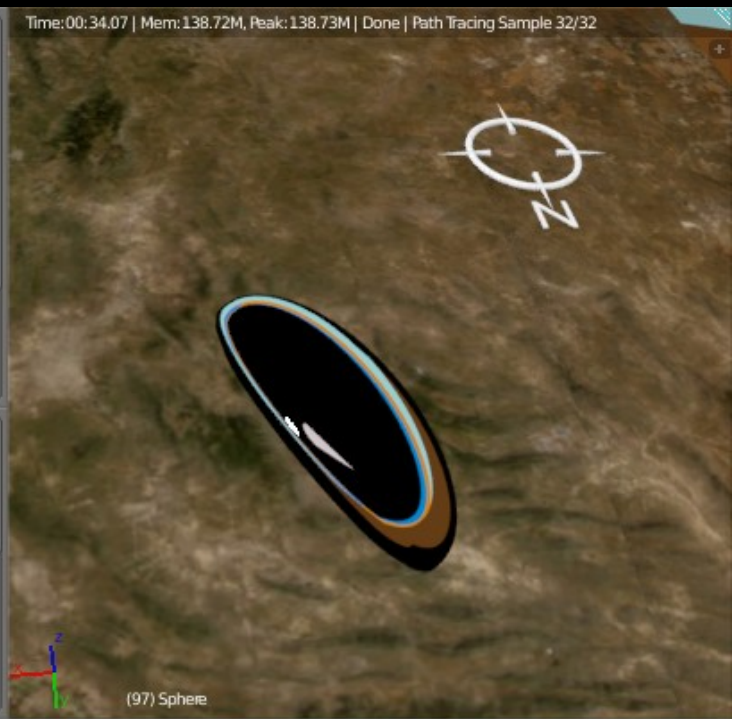 Time:00:34.07 | Mem:138.72M, Peak:138.73M | Done | Path Tracing Sample 32/32
N
z
x
y
(97) Sphere